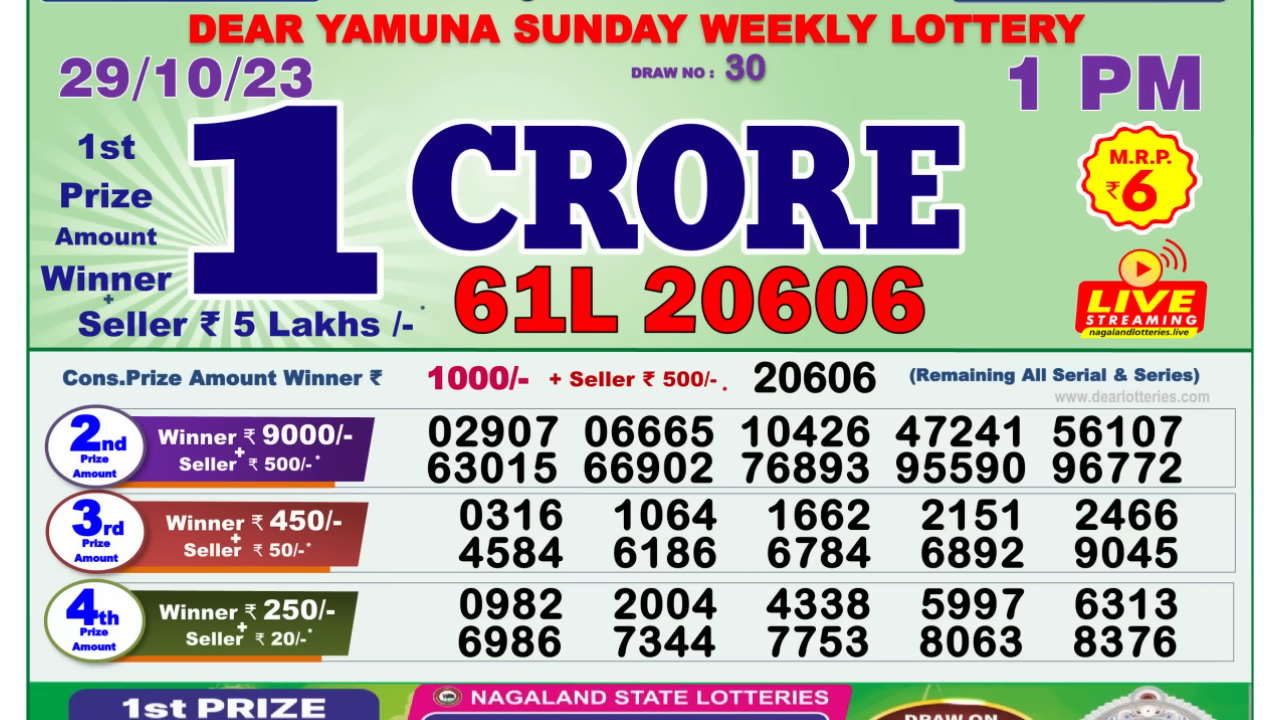 DEAR YAMUNA SUNDAY WEEKLY LOTTERY
29/10/23
DRAW NO : 30
1 PM
1st
Prize
Amount
Winner
+
Seller ₹ 5 Lakhs /- *
1 CRORE
61L 20606
M.R.P.
₹6
LIVE
STREAMING
nagalandlotteries.live
Cons.Prize Amount Winner ₹ 1000/- + Seller ₹ 500/- . 20606 (Remaining All Serial & Series)
www.dearlotteries.com
2nd
Prize
Amount
Winner ₹ 9000/-
+
Seller ₹ 500/-*
02907 06665 10426 47241 56107
63015 66902 76893 95590 96772
3rd
Prize
Amount
Winner ₹ 450/-
+
Seller ₹ 50/-*
0316 1064 1662 2151 2466
4584 6186 6784 6892 9045
4th
Prize
Amount
Winner ₹ 250/-
+
Seller ₹ 20/-*
0982 2004 4338 5997 6313
6986 7344 7753 8063 8376
1st PRIZE
NAGALAND STATE LOTTERIES
DRAW ON